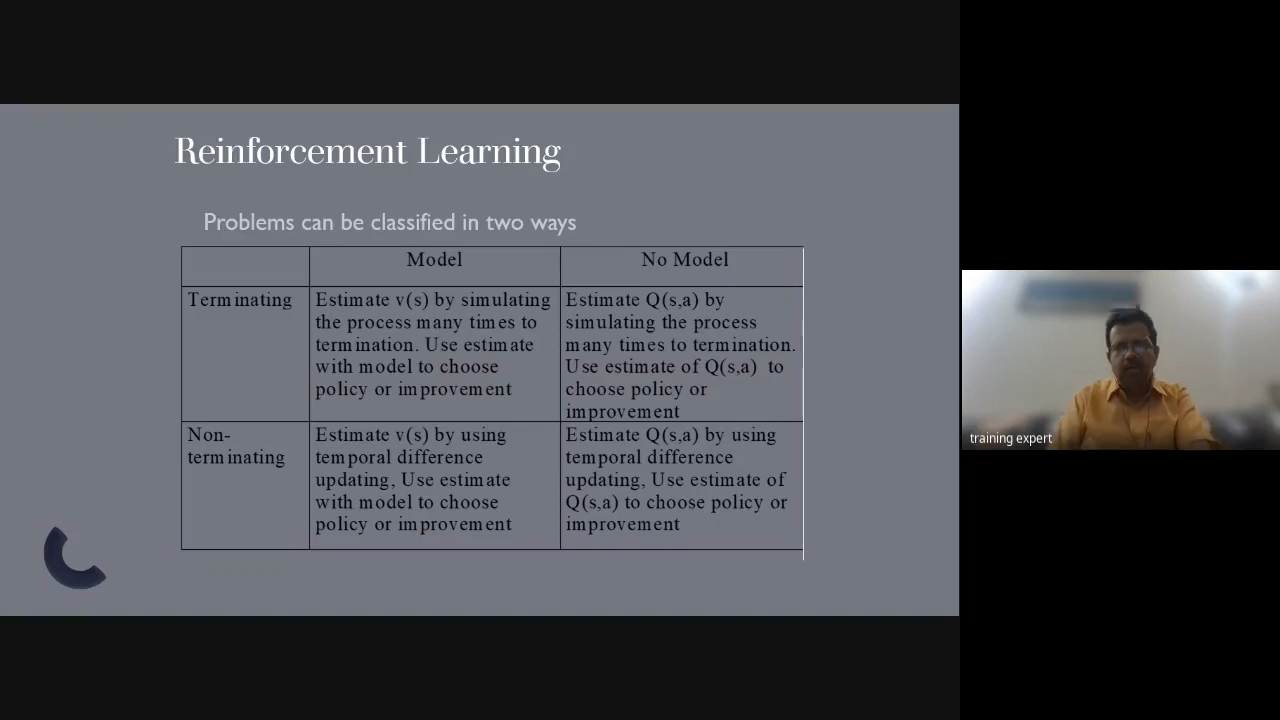 Reinforcement Learning
Problems can be classified in two ways
Model
No Model
Terminating
Estimate v(s) by simulating
the process many times to
termination. Use estimate
with model to choose
policy or improvement
Estimate Q(s,a) by
simulating the process
many times to termination.
Use estimate of Q(s,a) to
choose policy or
improvement
Non-
terminating
Estimate v(s) by using
temporal difference
updating, Use estimate
with model to choose
policy or improvement
Estimate Q(s,a) by using
temporal difference
updating, Use estimate of
Q(s,a) to choose policy or
improvement
training expert